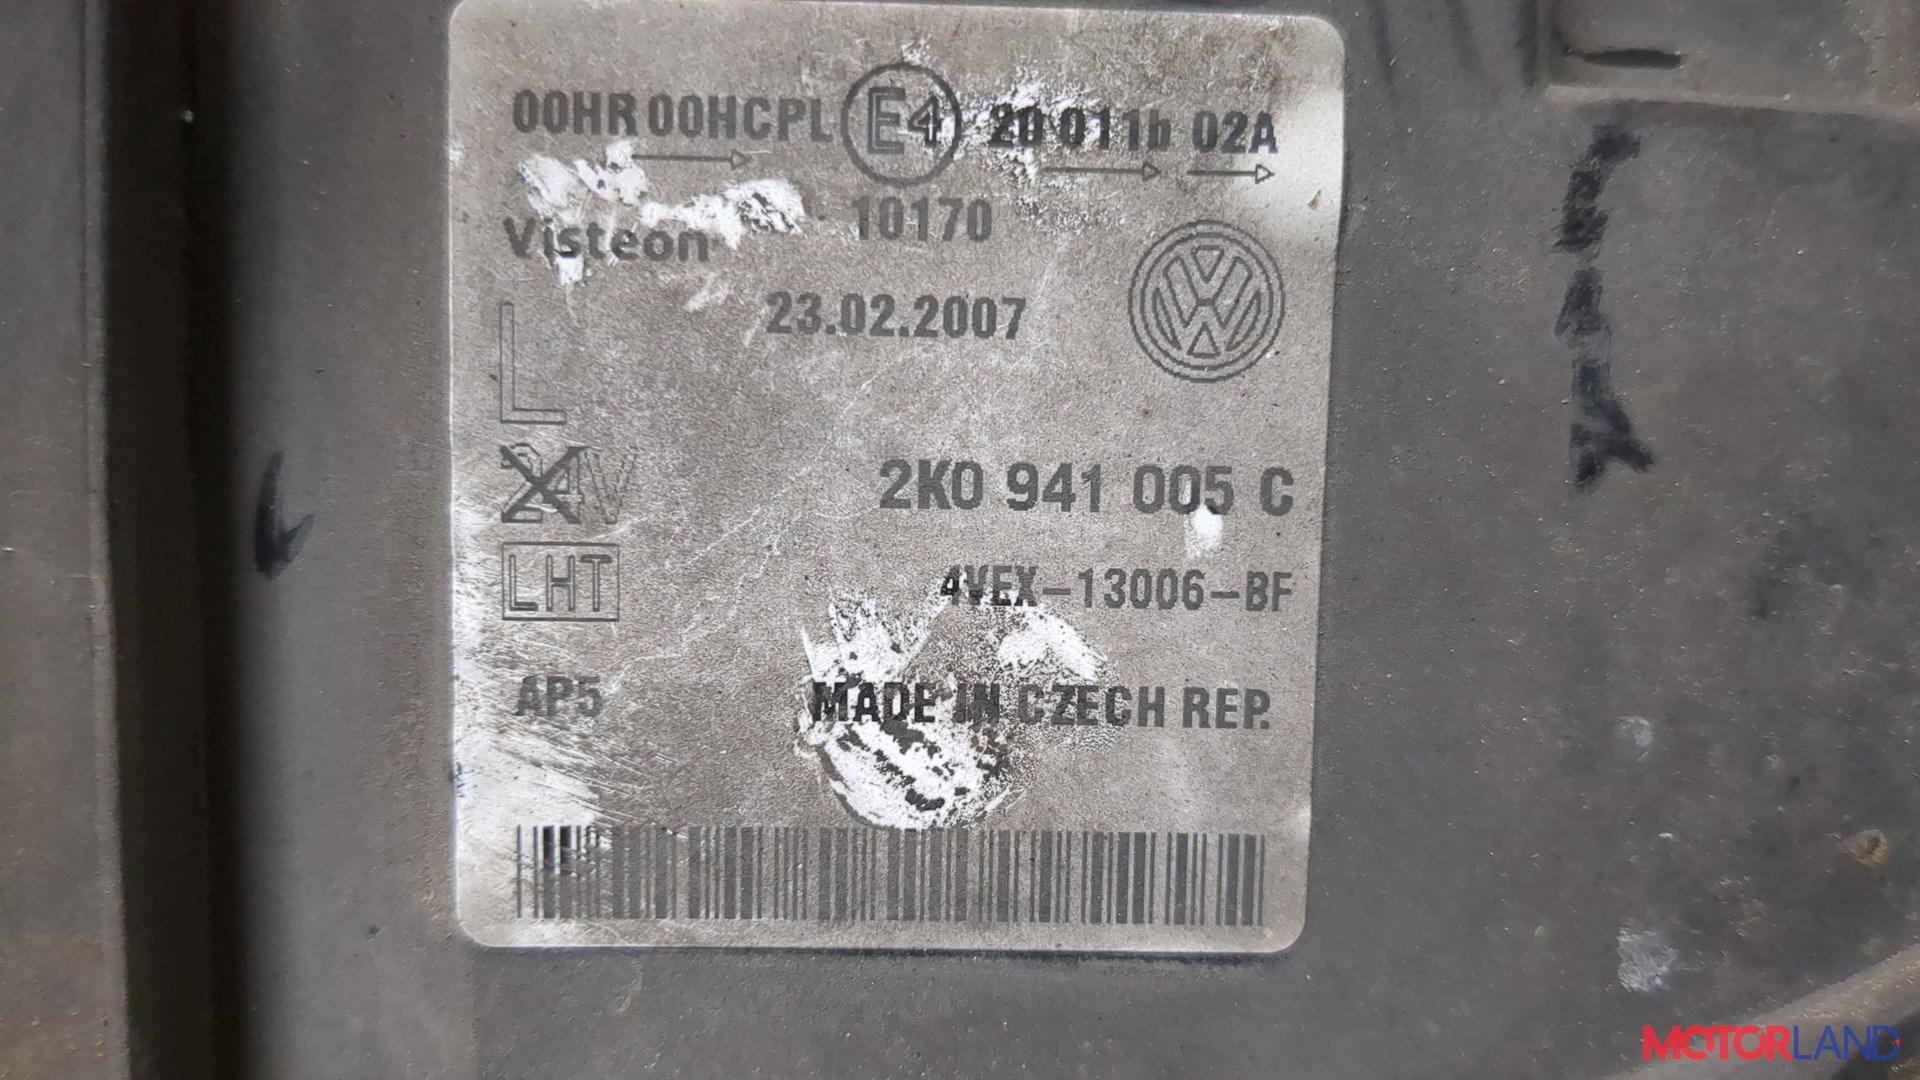 00HR 00HCPL E4 20 011b 02A
Visteon 10170
23.02.2007
L
24V
2K0 941 005 C
LHT
4VEX-13006-BF
AP5
MADE IN CZECH REP.
MOTORLAND